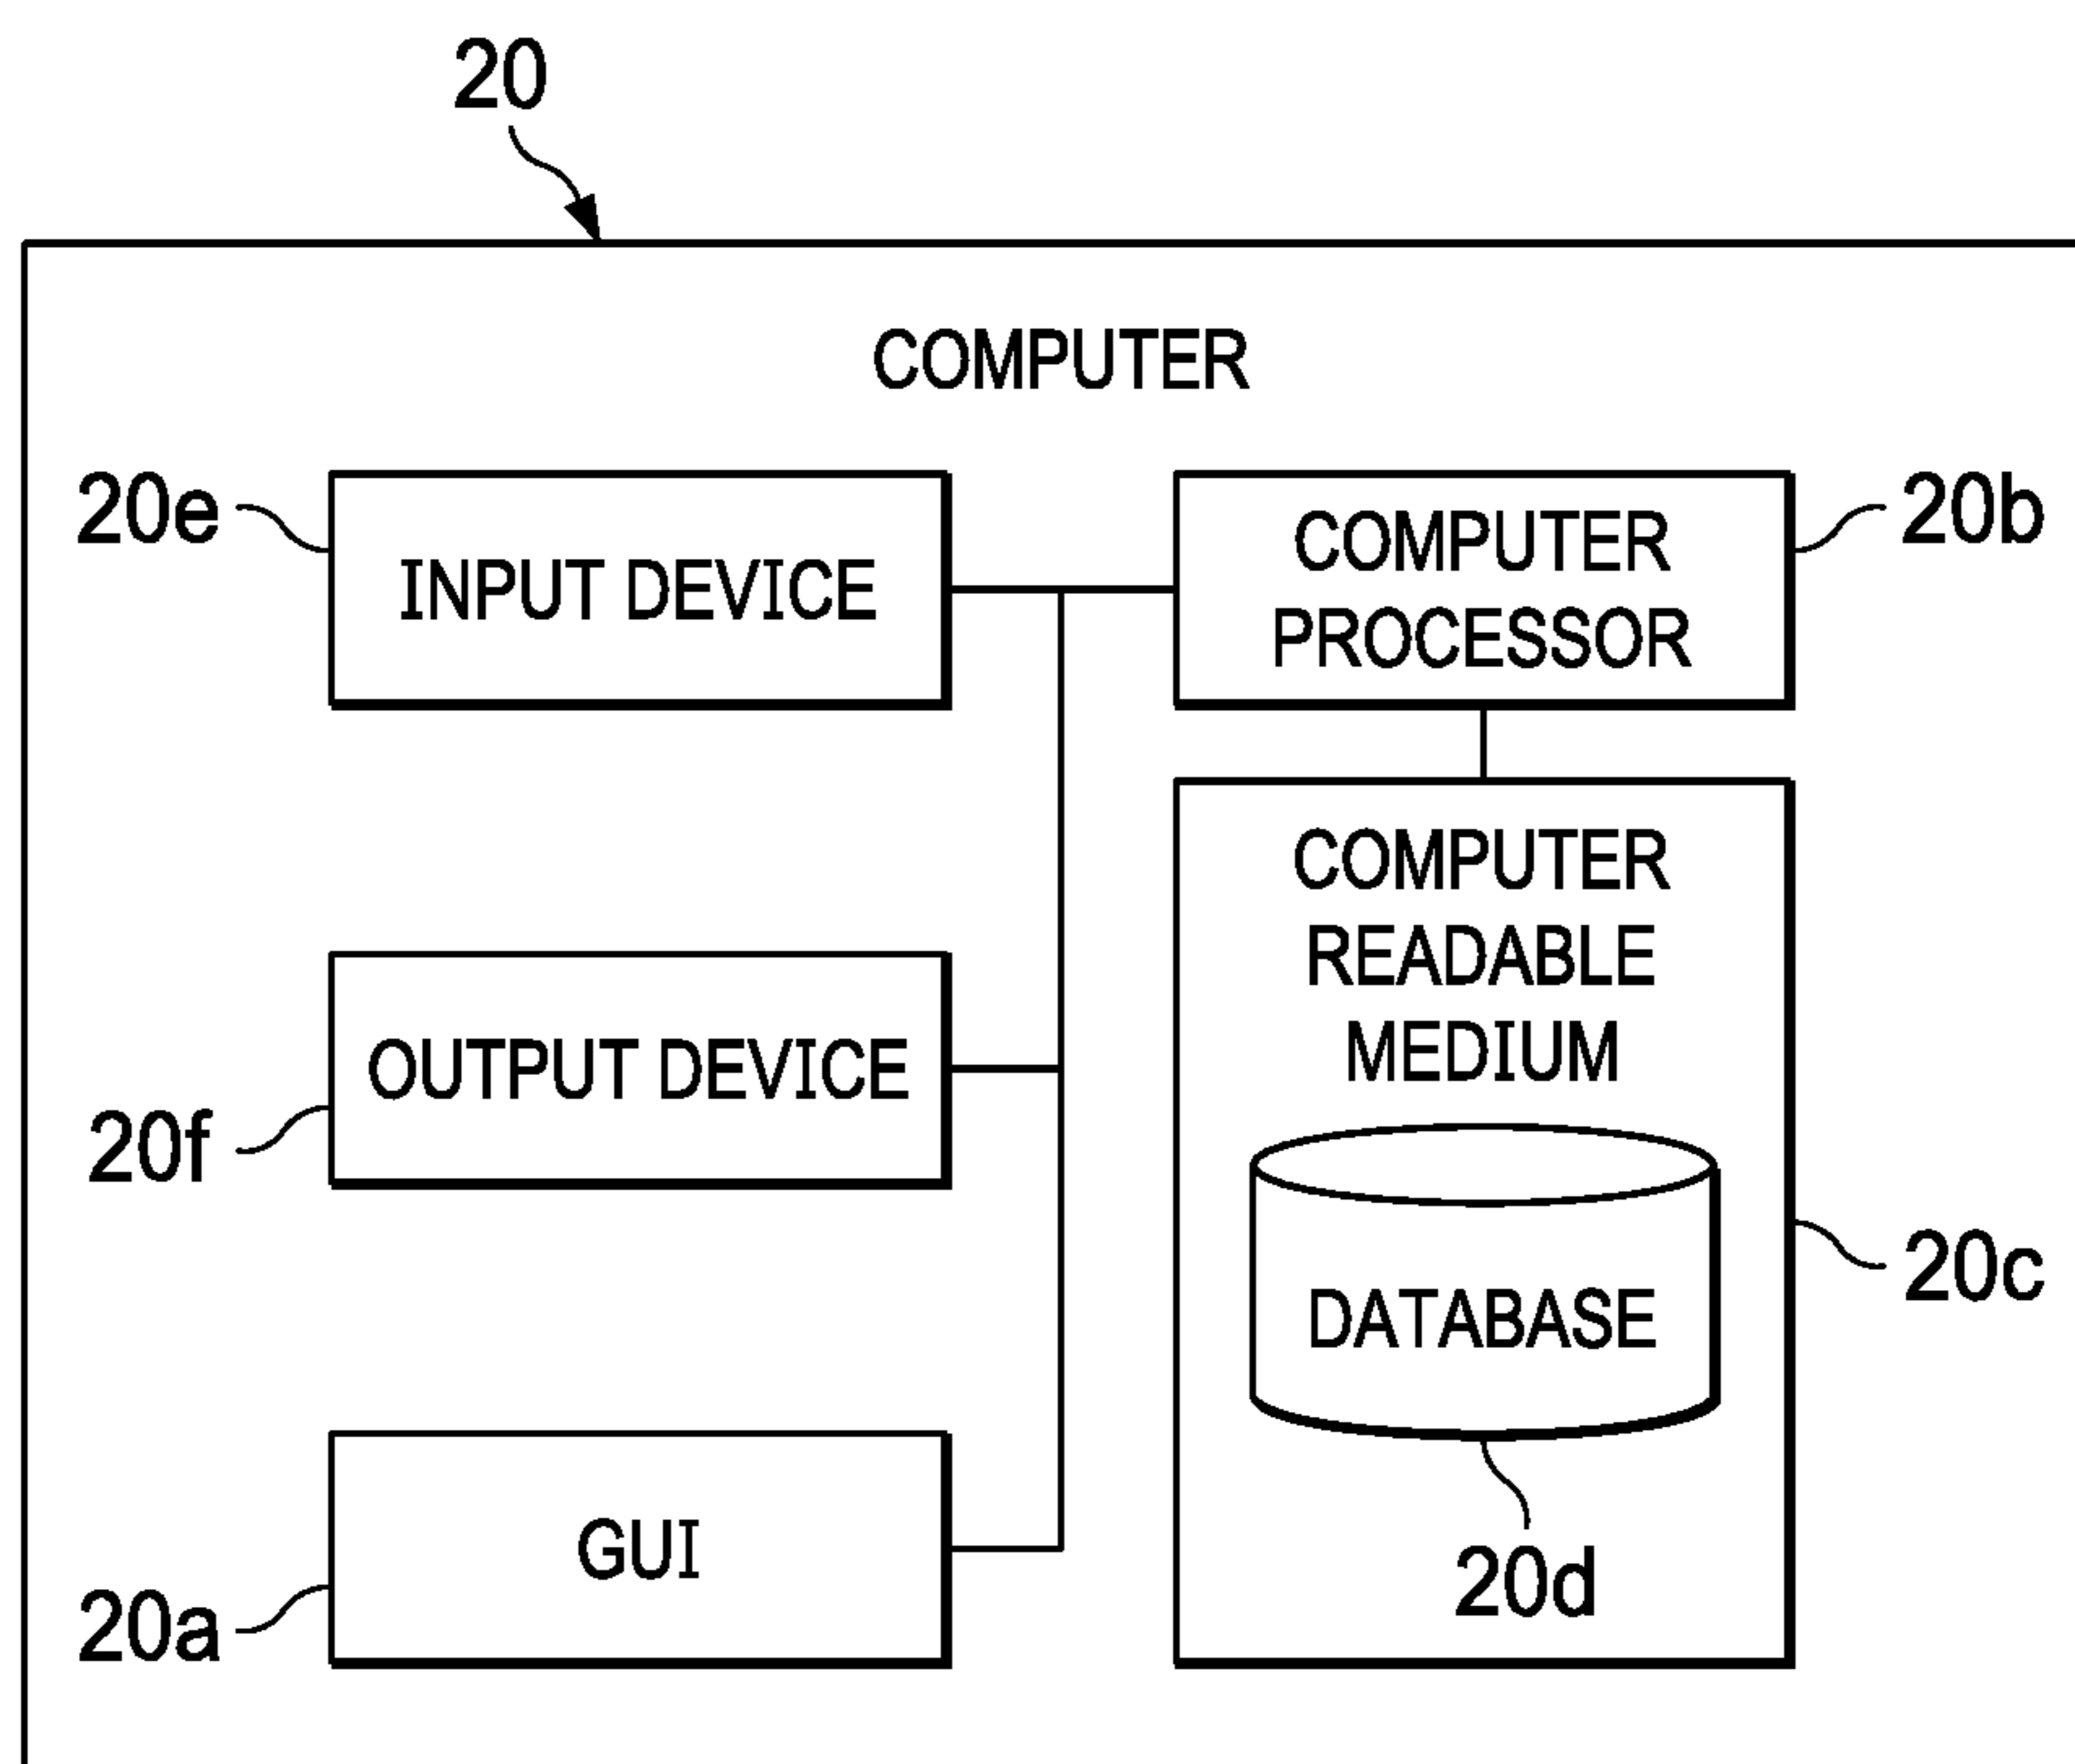 20
COMPUTER
20e
INPUT DEVICE
COMPUTER
PROCESSOR
20b
OUTPUT DEVICE
20f
COMPUTER
READABLE
MEDIUM
DATABASE
20c
20d
GUI
20a